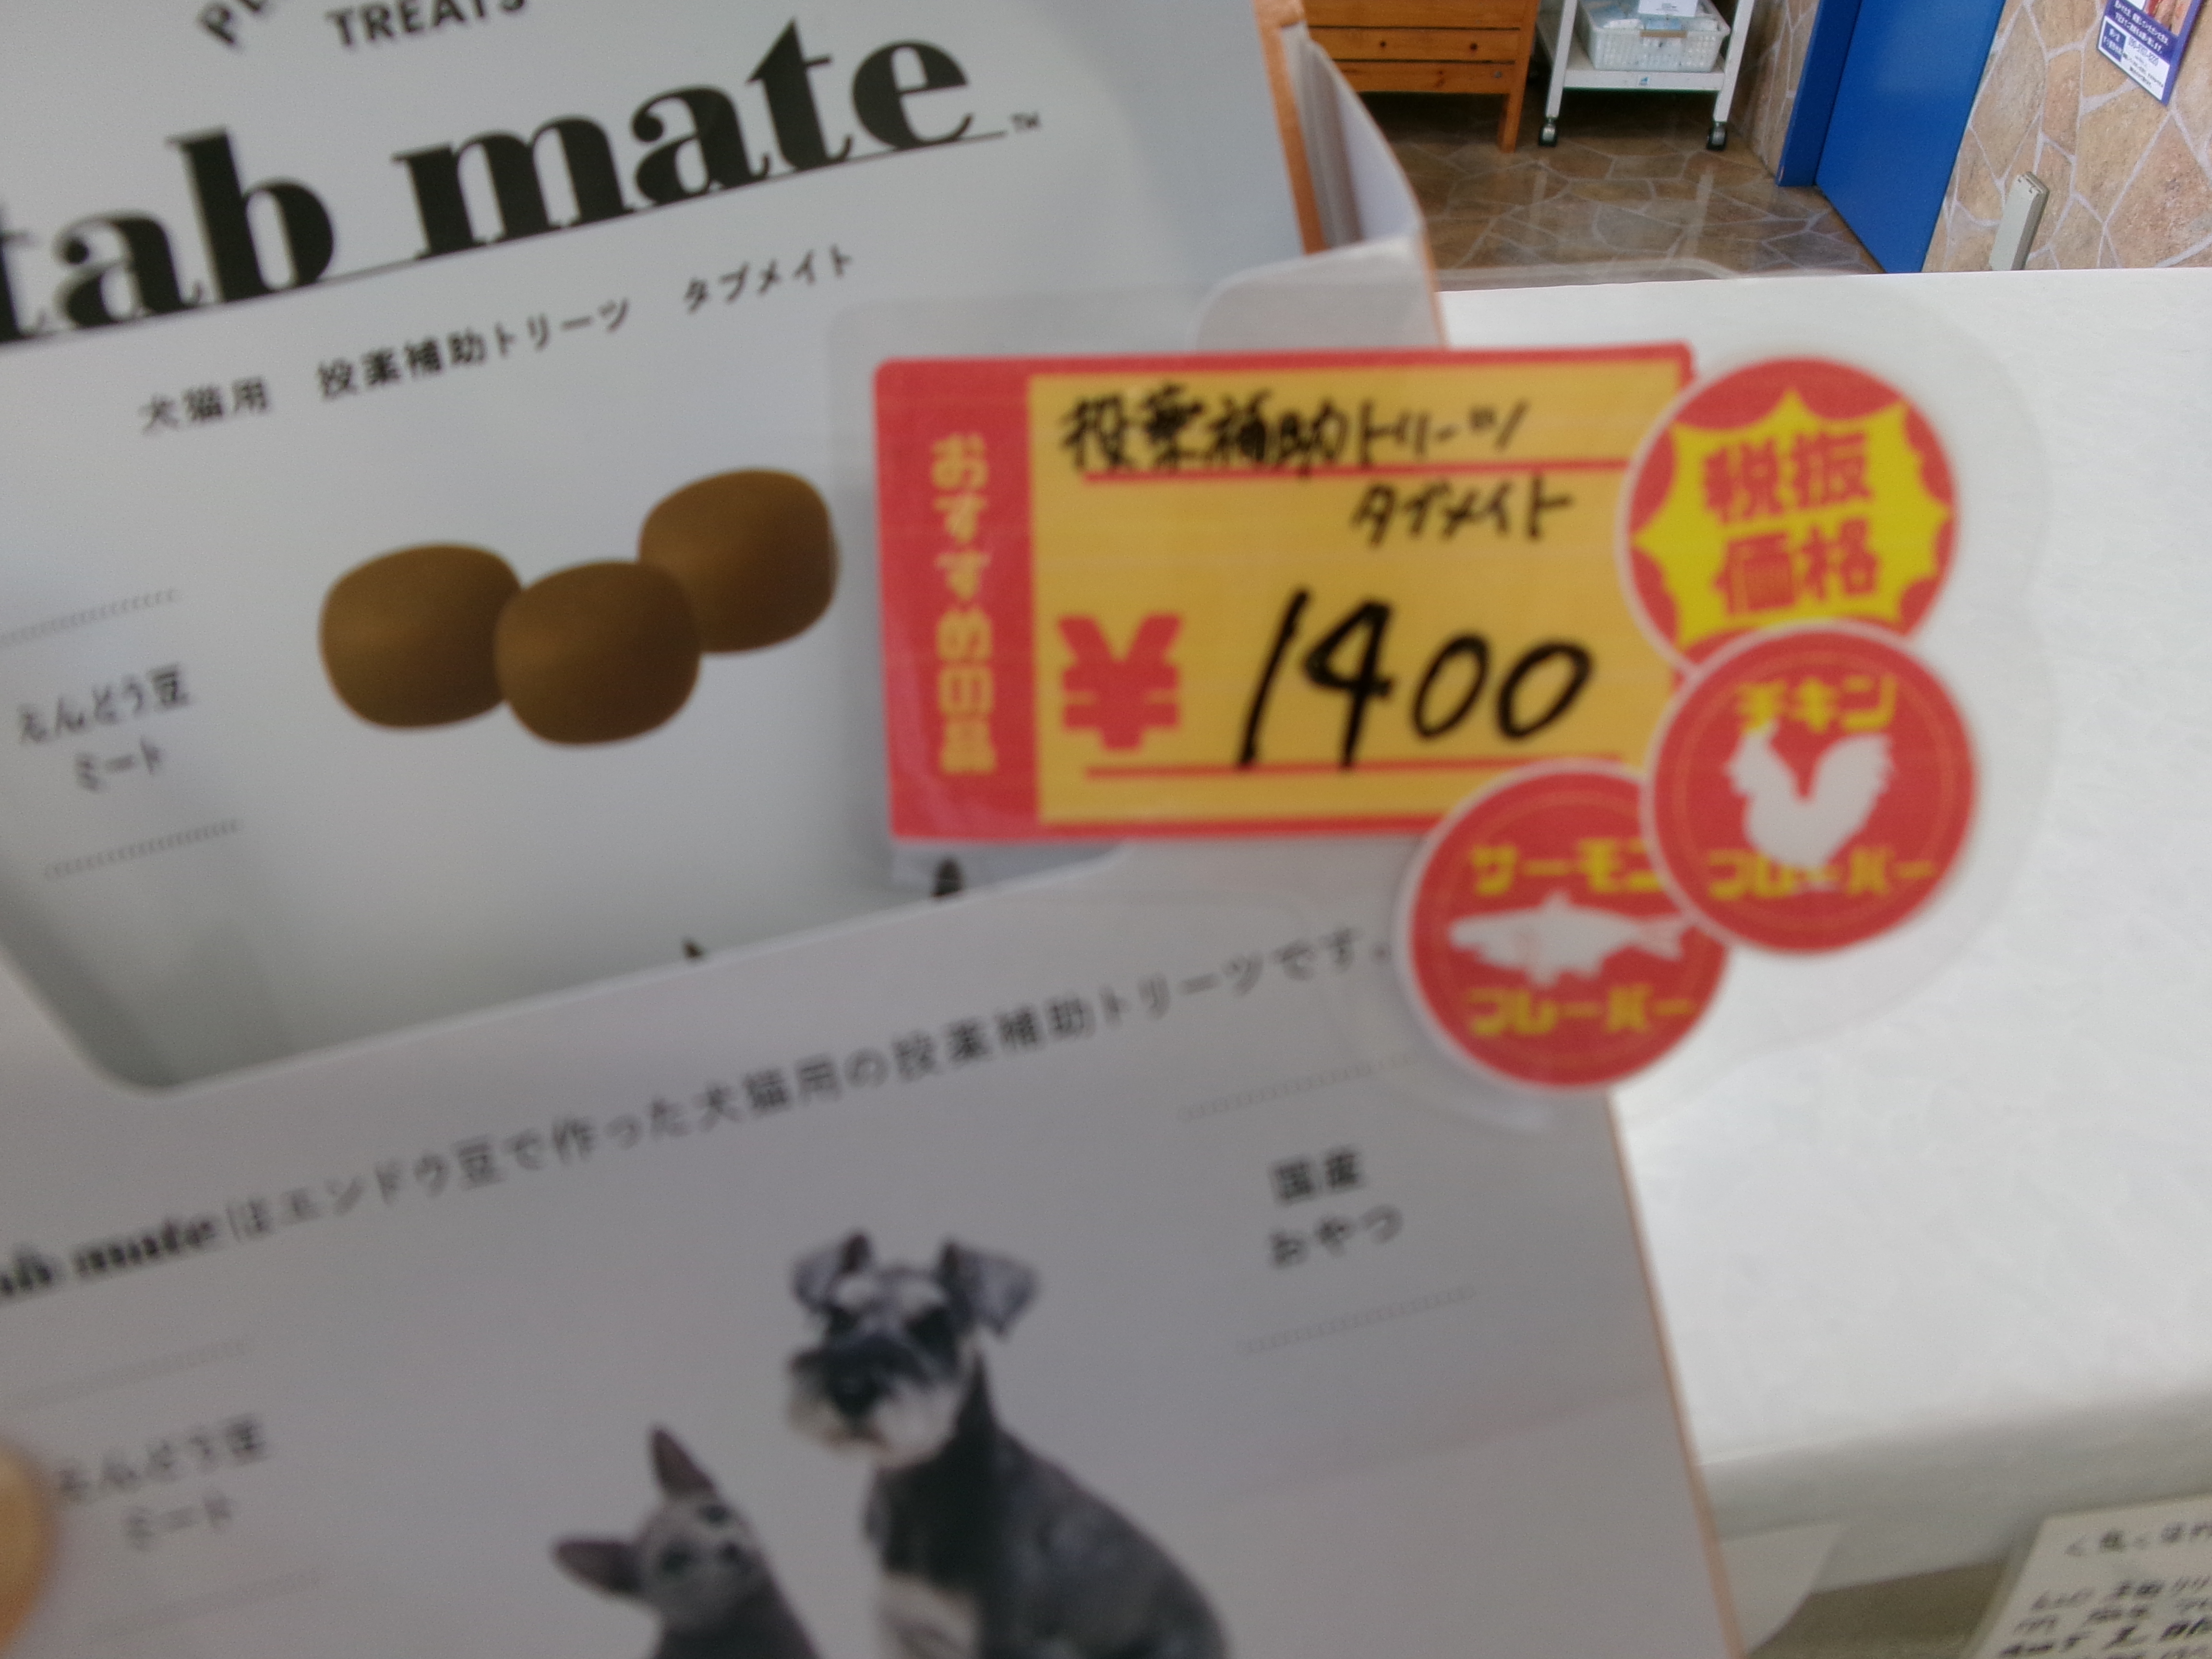 TREATS
tab mate™
犬猫用 投薬補助トリーツ タブメイト
えんどう豆
ミート
おすすめの品
投薬補助トリーツ
タブメイト
¥1400
税抜
価格
チキン
フレーバー
サーモン
フレーバー
tab mateはエンドウ豆で作った犬猫用の投薬補助トリーツです。
国産
おやつ
えんどう豆
ミート